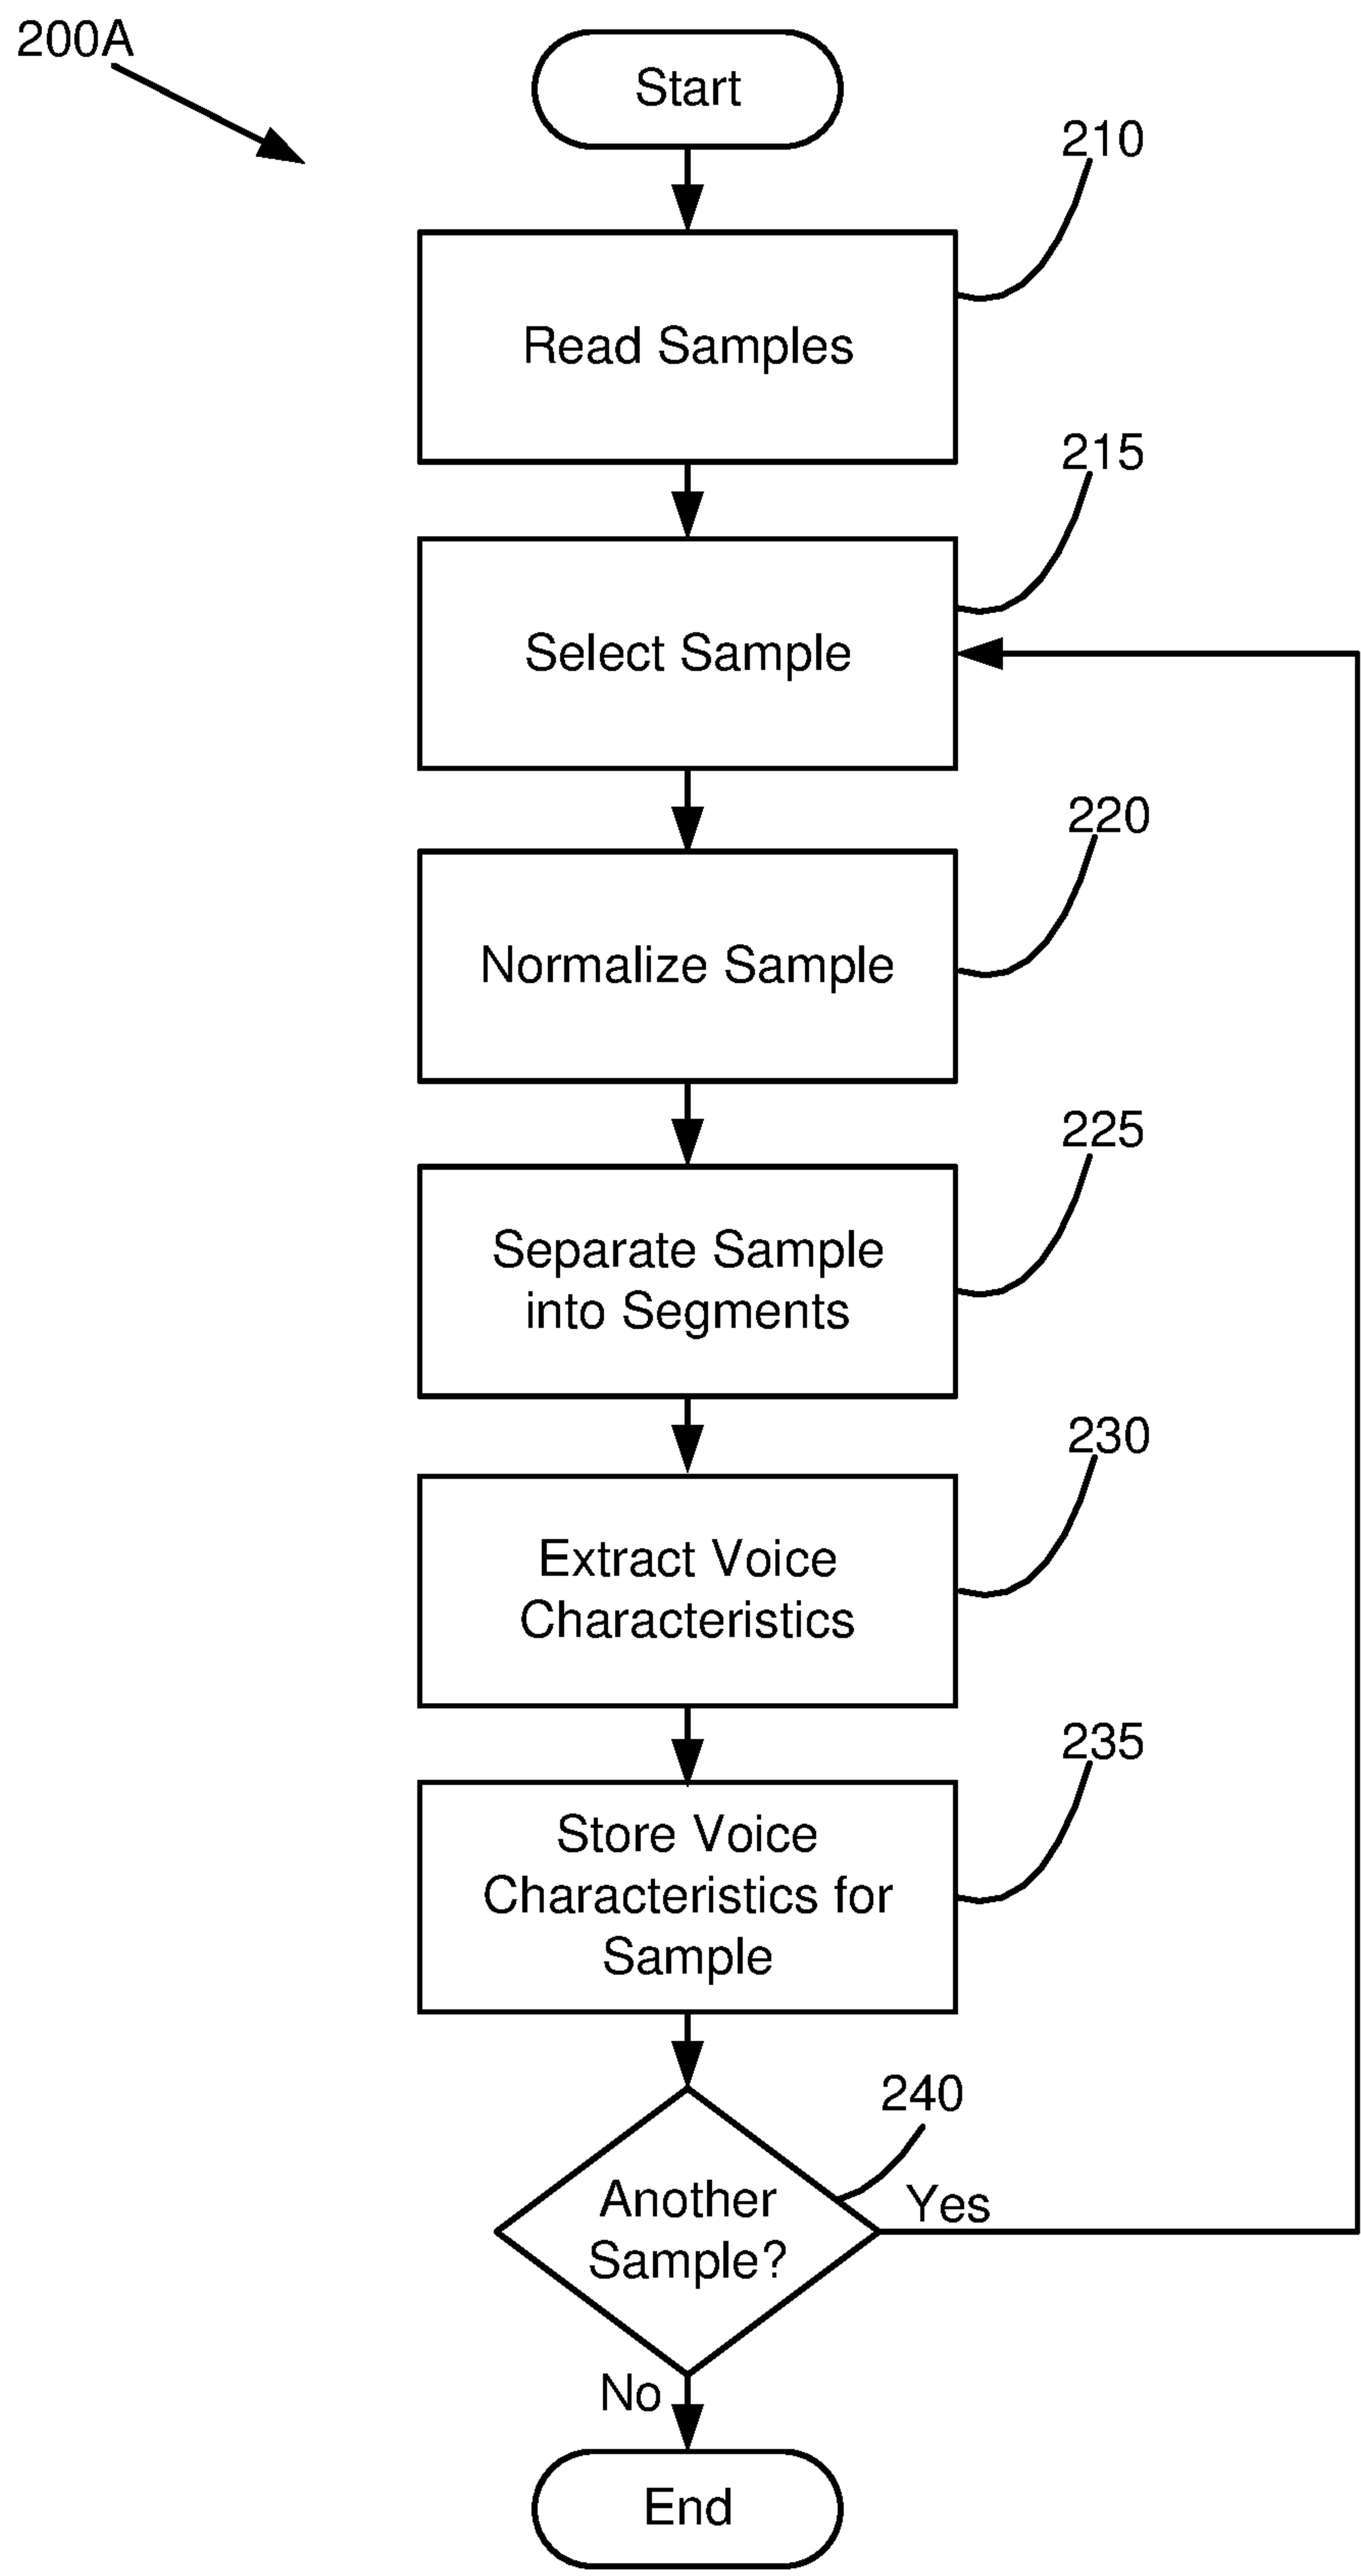 200A
Start
210
Read Samples
215
Select Sample
220
Normalize Sample
225
Separate Sample
into Segments
230
Extract Voice
Characteristics
235
Store Voice
Characteristics for
Sample
240
Another
Sample?
Yes
No
End